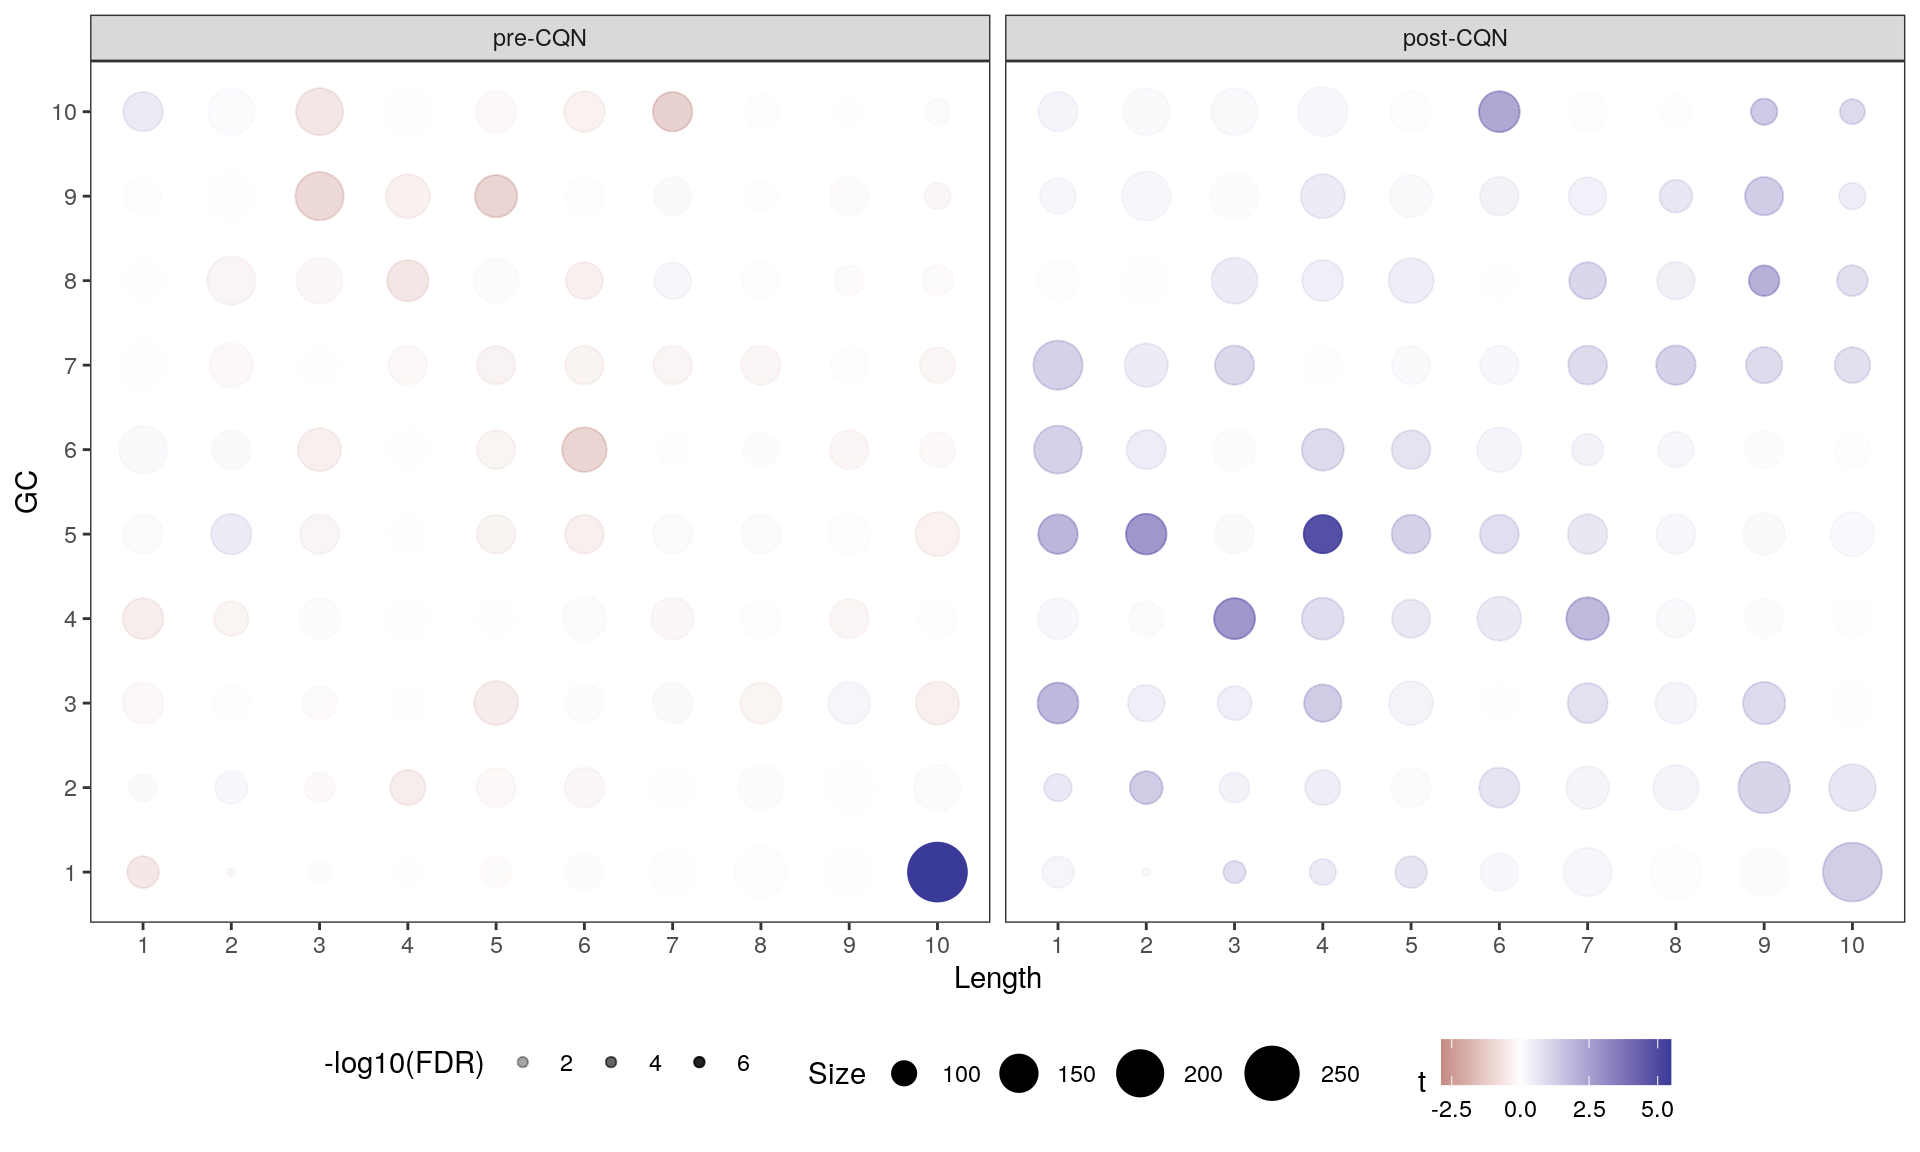 pre-CQN
post-CQN
10
9
8
7
6
5
4
3
2
1
GC
1 2 3 4 5 6 7 8 9 10
1 2 3 4 5 6 7 8 9 10
Length
-log10(FDR) 2 4 6
Size 100 150 200 250
t
-2.5 0.0 2.5 5.0